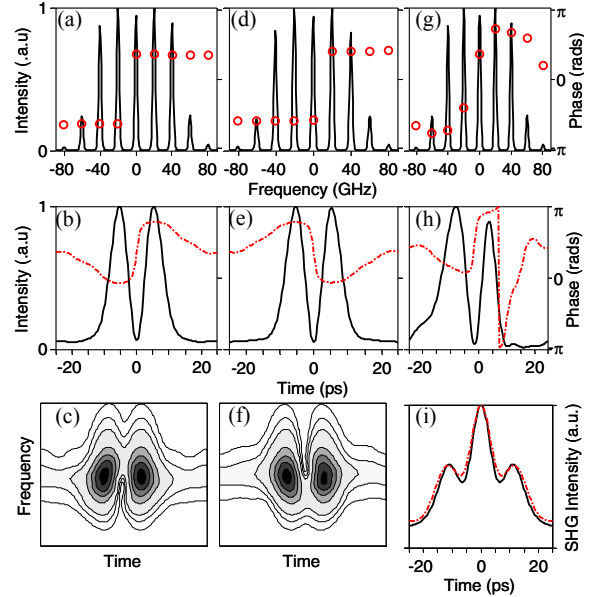 (a) (d) (g)
1 π
Intensity (.a.u) 0 Phase (rads)
1 π
-80 -40 0 40 80 -80 -40 0 40 80 -80 -40 0 40 80
Frequency (GHz)
(b) (e) (h)
1 π
Intensity (.a.u) 0 Phase (rads)
0 π
-20 0 20 -20 0 20 -20 0 20
Time (ps)
(c) (f) (i)
Frequency SHG Intensity (a.u.)
-20 0 20
Time Time Time (ps)